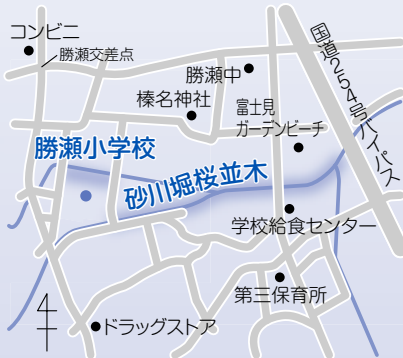 コンビニ
勝瀬交差点
勝瀬中
榛名神社
富士見
ガーデンビーチ
国道254号バイパス
勝瀬小学校
砂川堀桜並木
学校給食センター
第三保育所
ドラッグストア